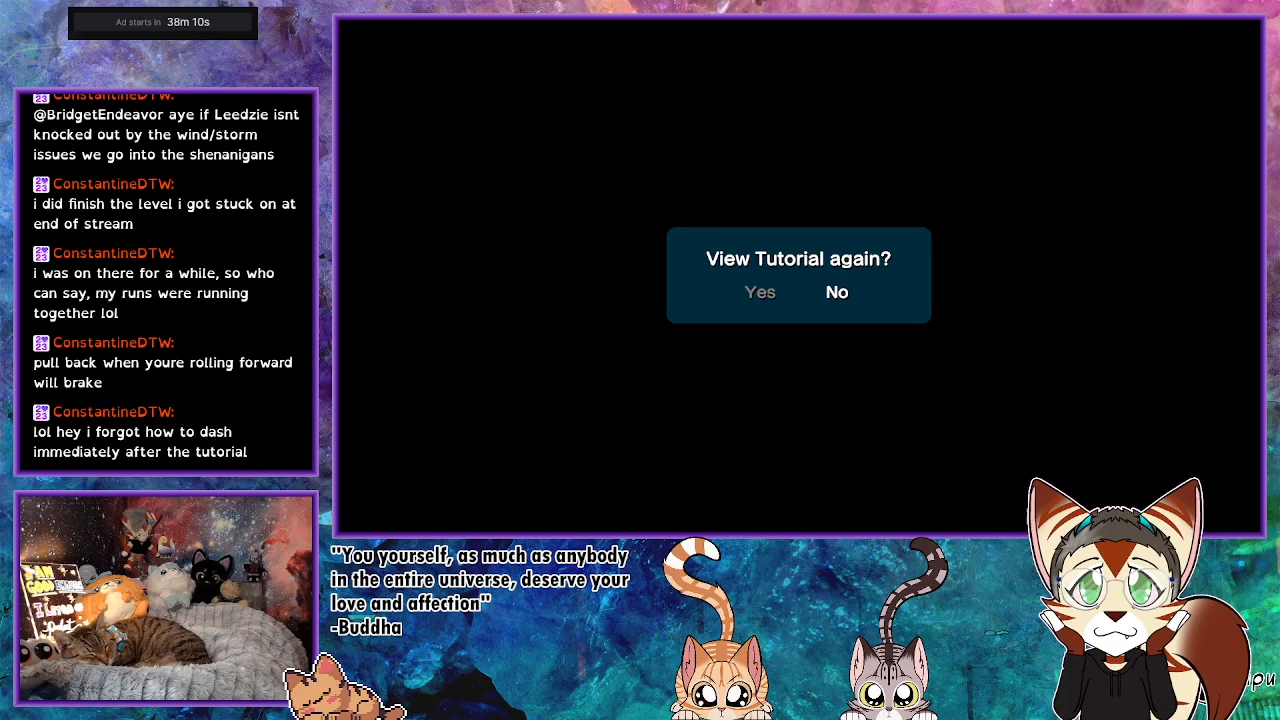 Ad starts in 38m 10s
ConstantineDTW:
@BridgetEndeavor aye if Leedzie isnt
knocked out by the wind/storm
issues we go into the shenanigans
ConstantineDTW:
i did finish the level i got stuck on at
end of stream
ConstantineDTW:
i was on there for a while, so who
can say, my runs were running
together lol
ConstantineDTW:
pull back when youre rolling forward
will brake
ConstantineDTW:
lol hey i forgot how to dash
immediately after the tutorial
View Tutorial again?
Yes No
"You yourself, as much as anybody
in the entire universe, deserve your
love and affection"
-Buddha